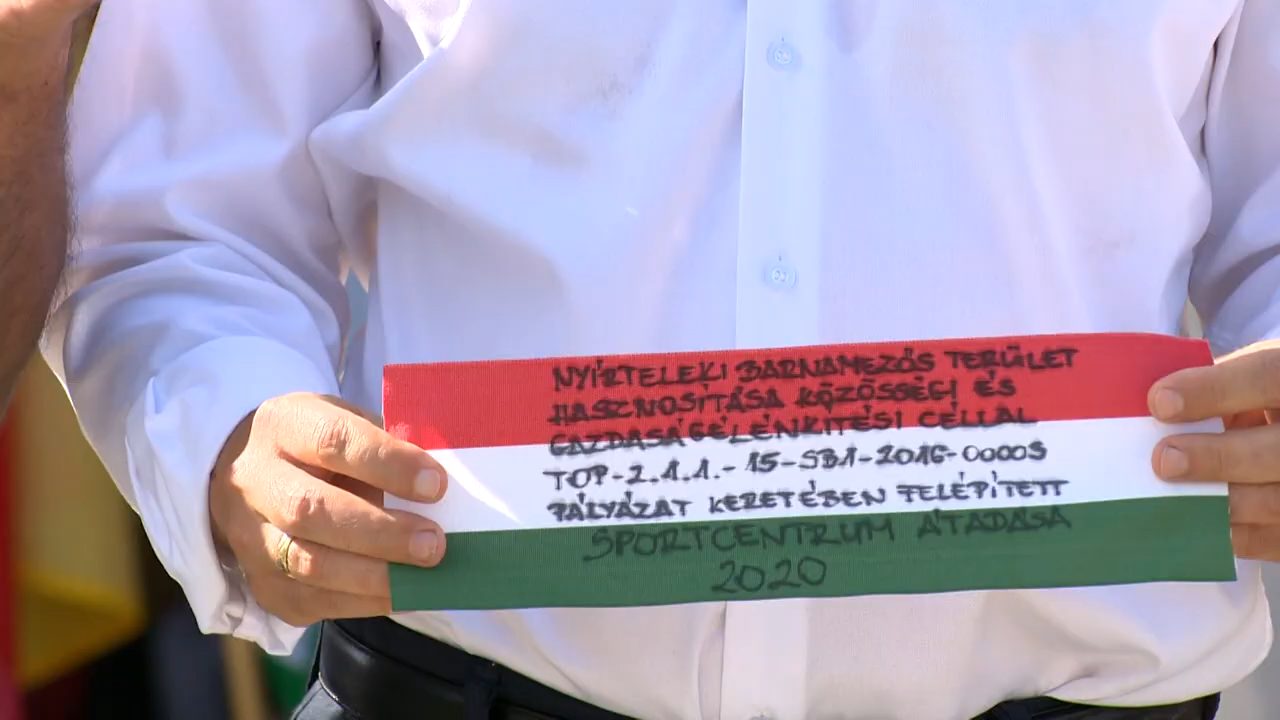 NYÍRTELEKI BARNAMEZŐS TERÜLET
HASZNOSÍTÁSA KÖZÖSSÉGI ÉS
GAZDASÁGÉLÉNKÍTÉSI CÉLLAL
TOP-2.1.1.-15-SB1-2016-00005
PÁLYÁZAT KERETÉBEN FELÉPÍTETT
SPORTCENTRUM ÁTADÁSA
2020